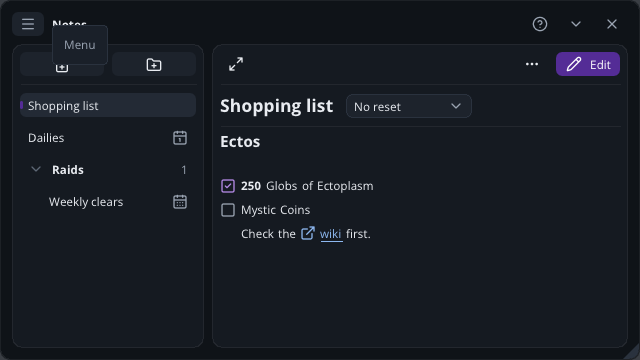 Notes
Menu
Edit
Shopping list
Dailies
Raids 1
Weekly clears
Shopping list No reset
Ectos
250 Globs of Ectoplasm
Mystic Coins
Check the wiki first.